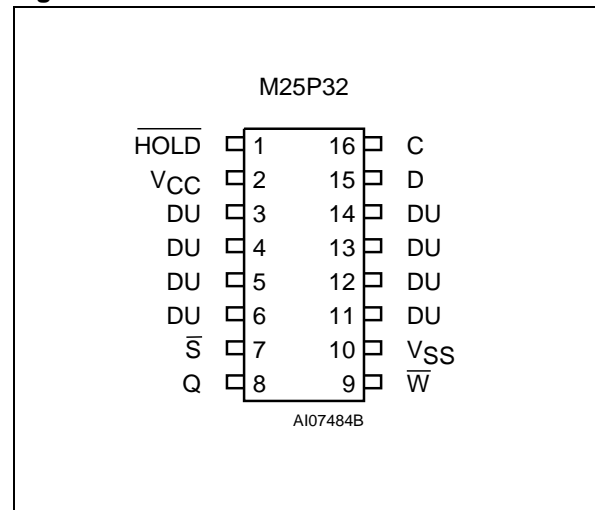 M25P32
HOLD 1 16 C
VCC 2 15 D
DU 3 14 DU
DU 4 13 DU
DU 5 12 DU
DU 6 11 DU
S 7 10 VSS
Q 8 9 W
AI07484B